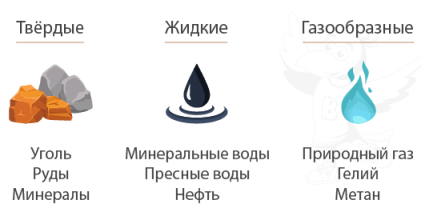 Твёрдые
Жидкие
Газообразные
Уголь
Руды
Минералы
Минеральные воды
Пресные воды
Нефть
Природный газ
Гелий
Метан